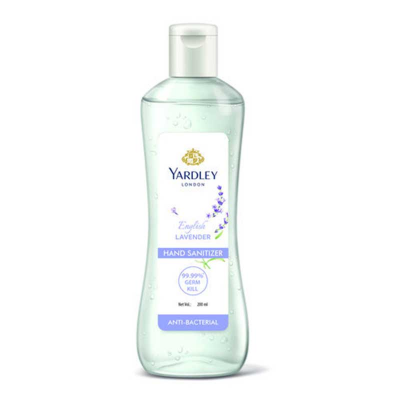 YARDLEY
LONDON
English
LAVENDER
HAND SANITIZER
99.99%
GERM
KILL
Net Vol. 200 ml
ANTI-BACTERIAL